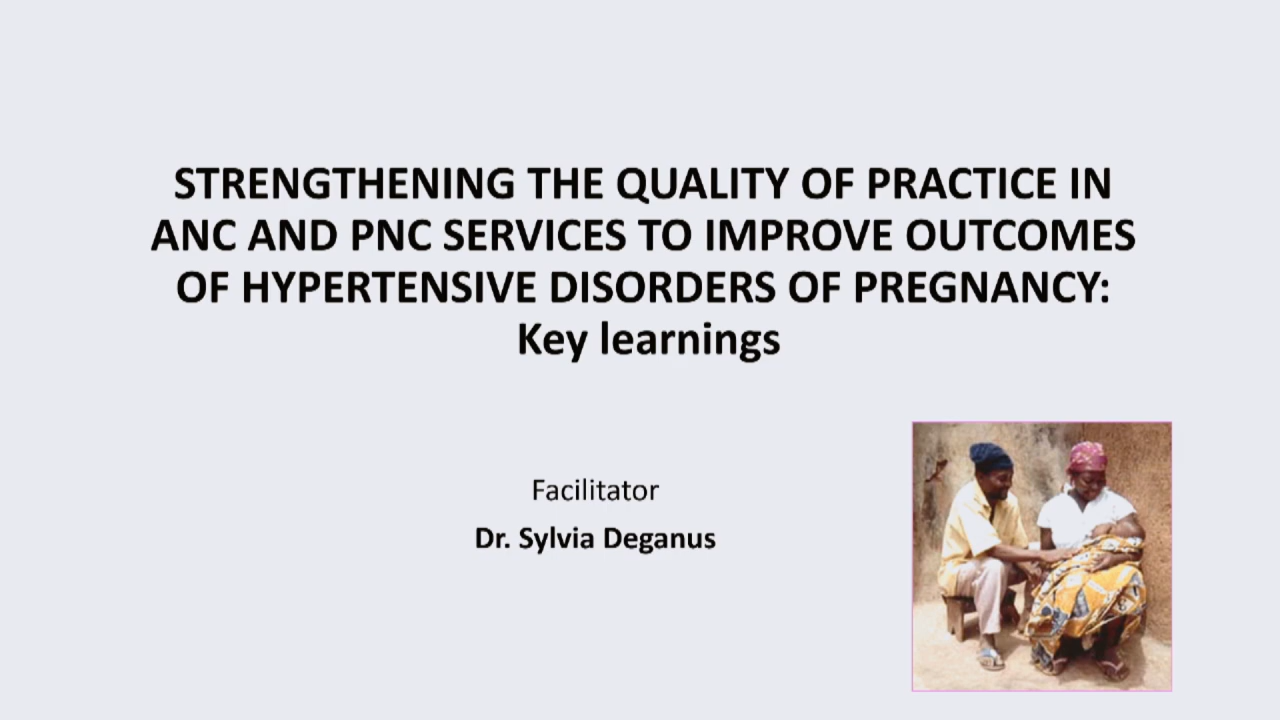 STRENGTHENING THE QUALITY OF PRACTICE IN
ANC AND PNC SERVICES TO IMPROVE OUTCOMES
OF HYPERTENSIVE DISORDERS OF PREGNANCY:
Key learnings
Facilitator
Dr. Sylvia Deganus